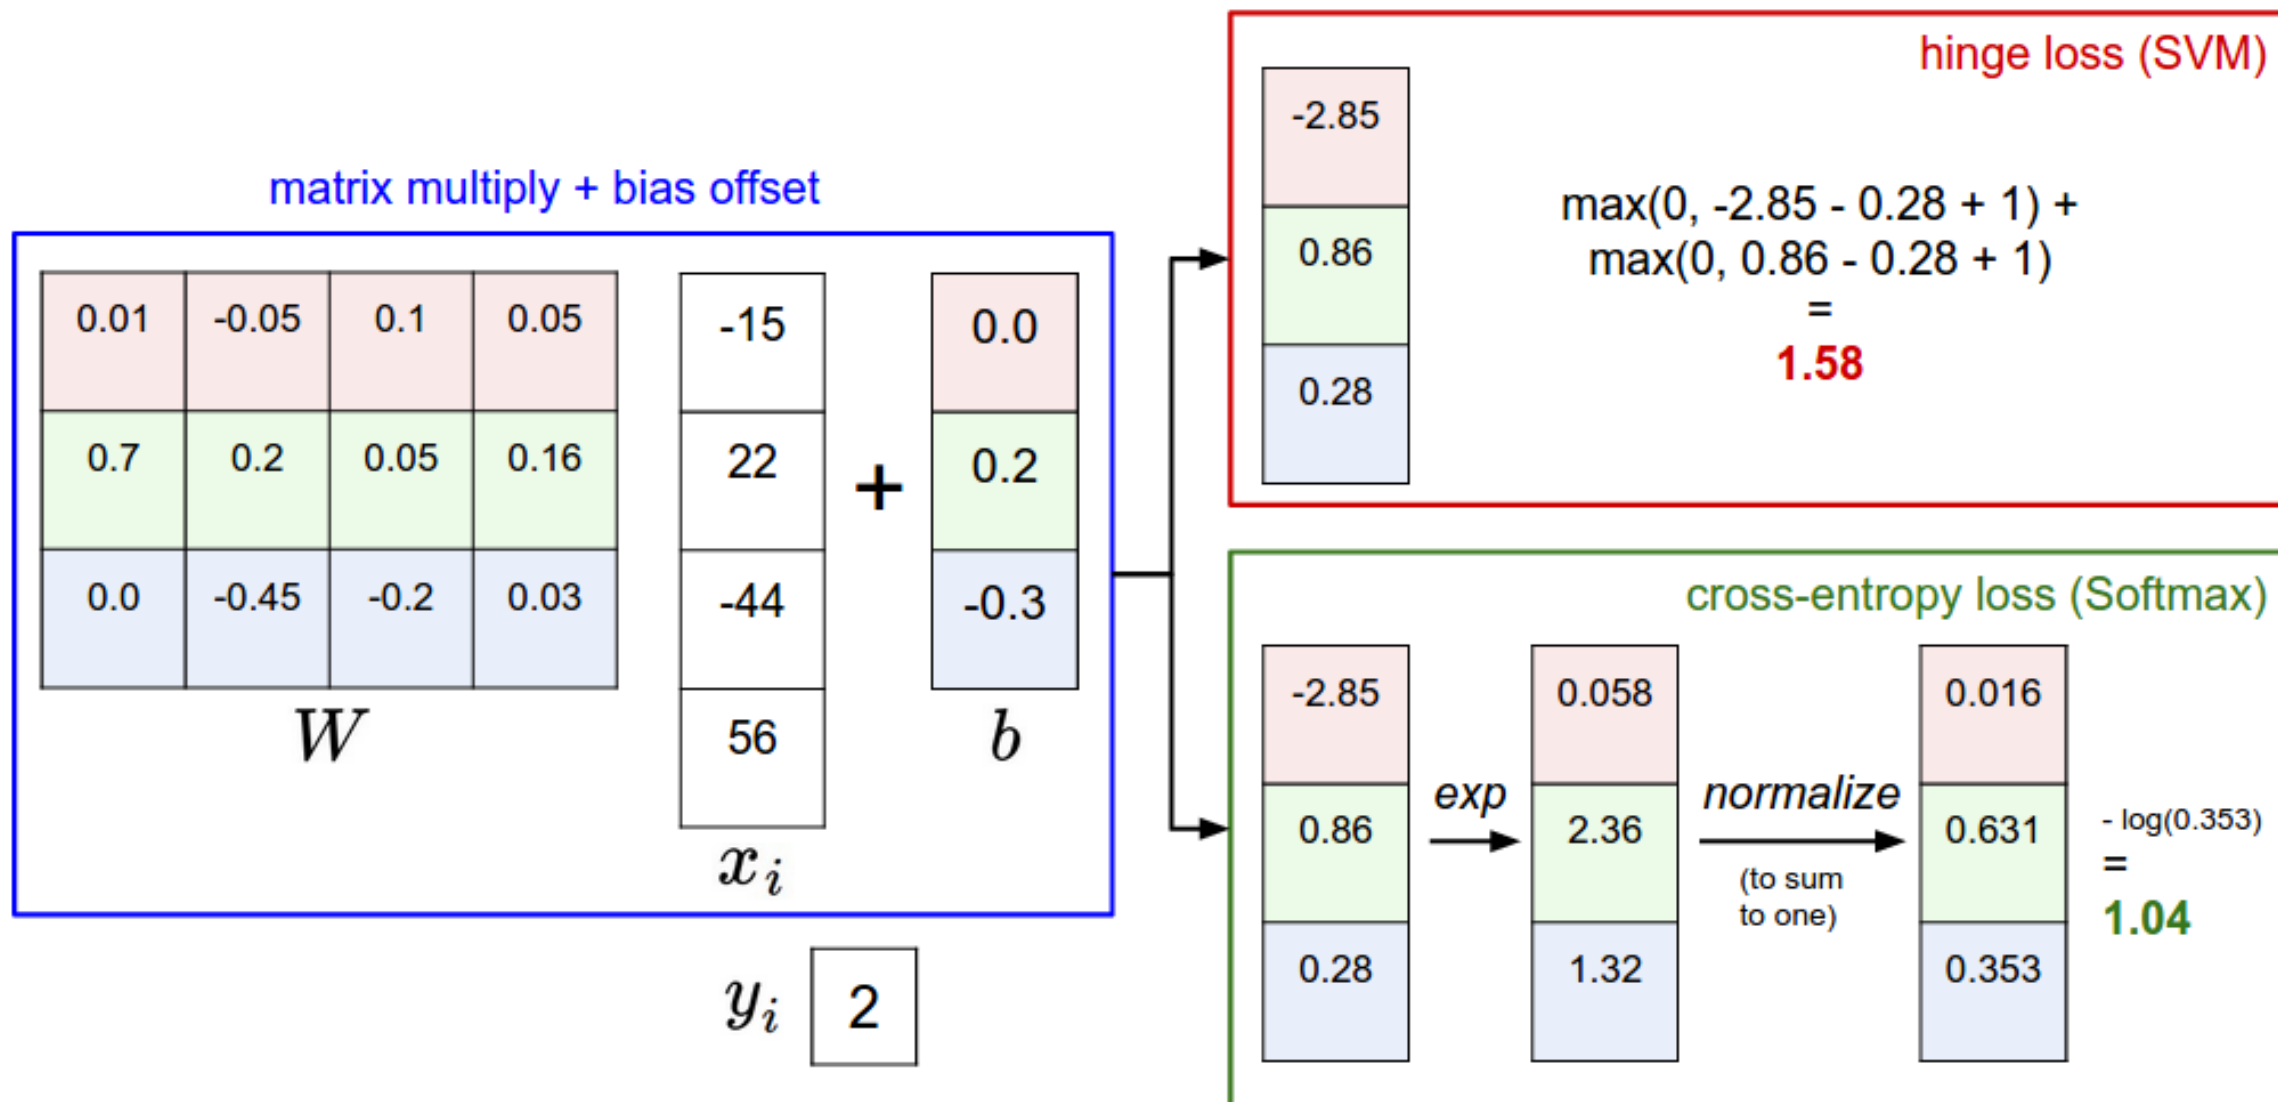 matrix multiply + bias offset
0.01 -0.05 0.1 0.05
0.7 0.2 0.05 0.16
0.0 -0.45 -0.2 0.03
W
-15
22
-44
56
x_i
+
0.0
0.2
-0.3
b
y_i 2
hinge loss (SVM)
-2.85
0.86
0.28
max(0, -2.85 - 0.28 + 1) +
max(0, 0.86 - 0.28 + 1)
=
1.58
cross-entropy loss (Softmax)
-2.85
0.86
0.28
exp
0.058
2.36
1.32
normalize
(to sum
to one)
0.016
0.631
0.353
- log(0.353)
=
1.04